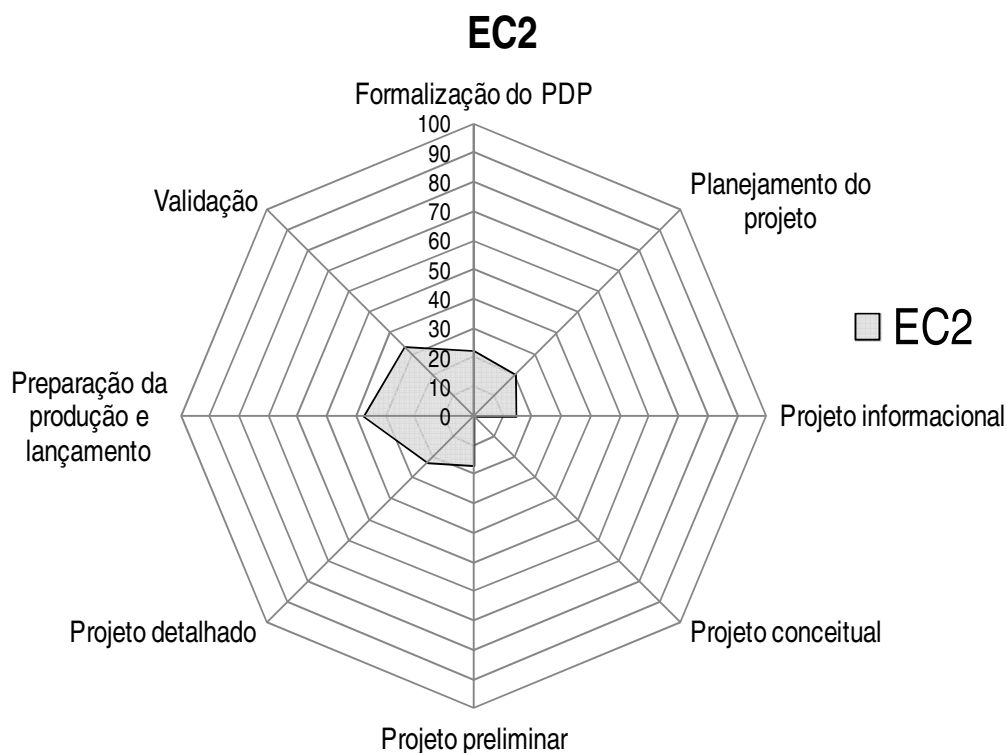 EC2
Formalização do PDP
100
90
80
70
60
50
40
30
20
10
0
Planejamento do
projeto
Validação
EC2
Preparação da
produção e
lançamento
Projeto informacional
Projeto detalhado
Projeto conceitual
Projeto preliminar